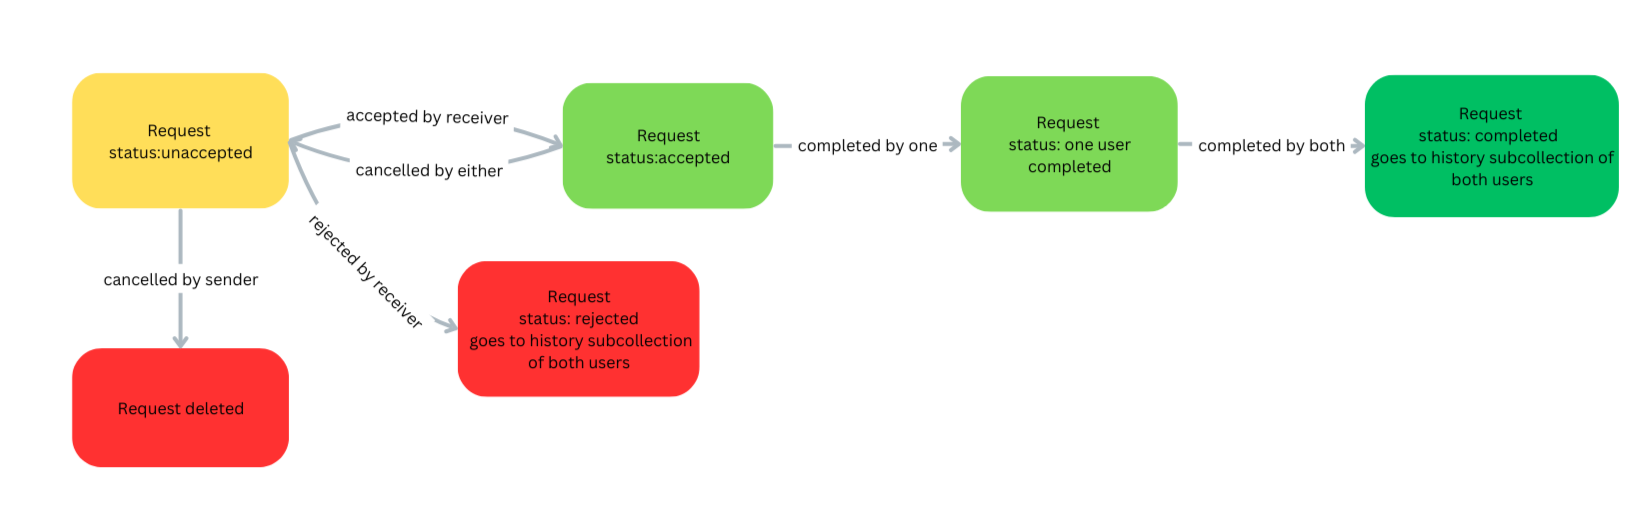 Request
status:unaccepted
accepted by receiver
cancelled by either
Request
status:accepted
completed by one
Request
status: one user
completed
completed by both
Request
status: completed
goes to history subcollection of
both users
rejected by receiver
cancelled by sender
Request
status: rejected
goes to history subcollection
of both users
Request deleted